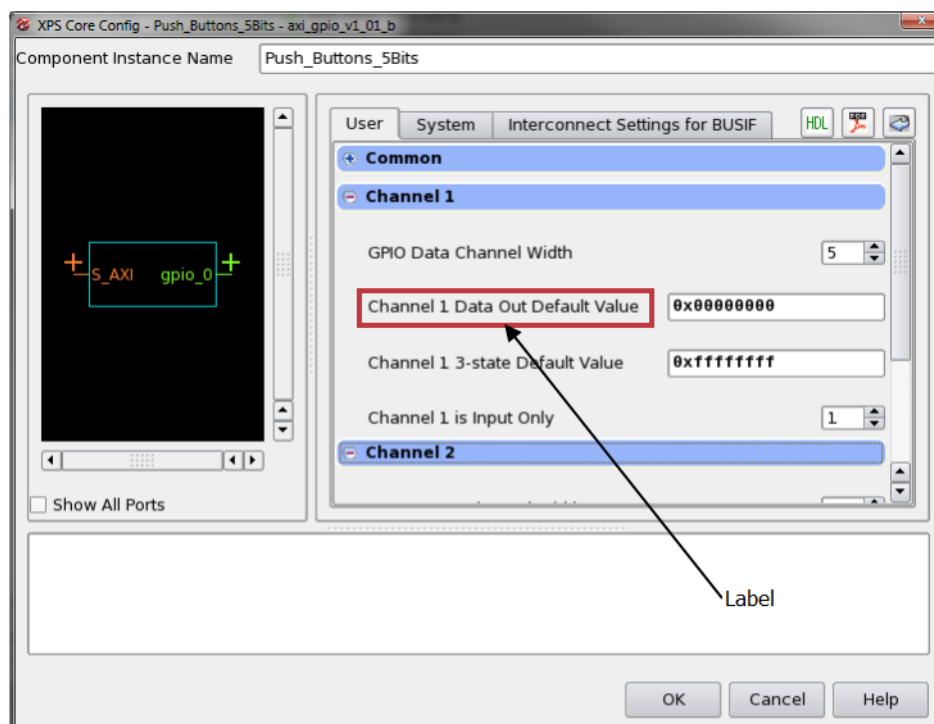 XPS Core Config - Push_Buttons_5Bits - axi_gpio_v1_01_b
Component Instance Name Push_Buttons_5Bits
User System Interconnect Settings for BUSIF HDL PDF
Common
Channel 1
GPIO Data Channel Width 5
Channel 1 Data Out Default Value 0x00000000
Channel 1 3-state Default Value 0xffffffff
Channel 1 is Input Only 1
Channel 2
S_AXI gpio_0
Show All Ports
Label
OK Cancel Help